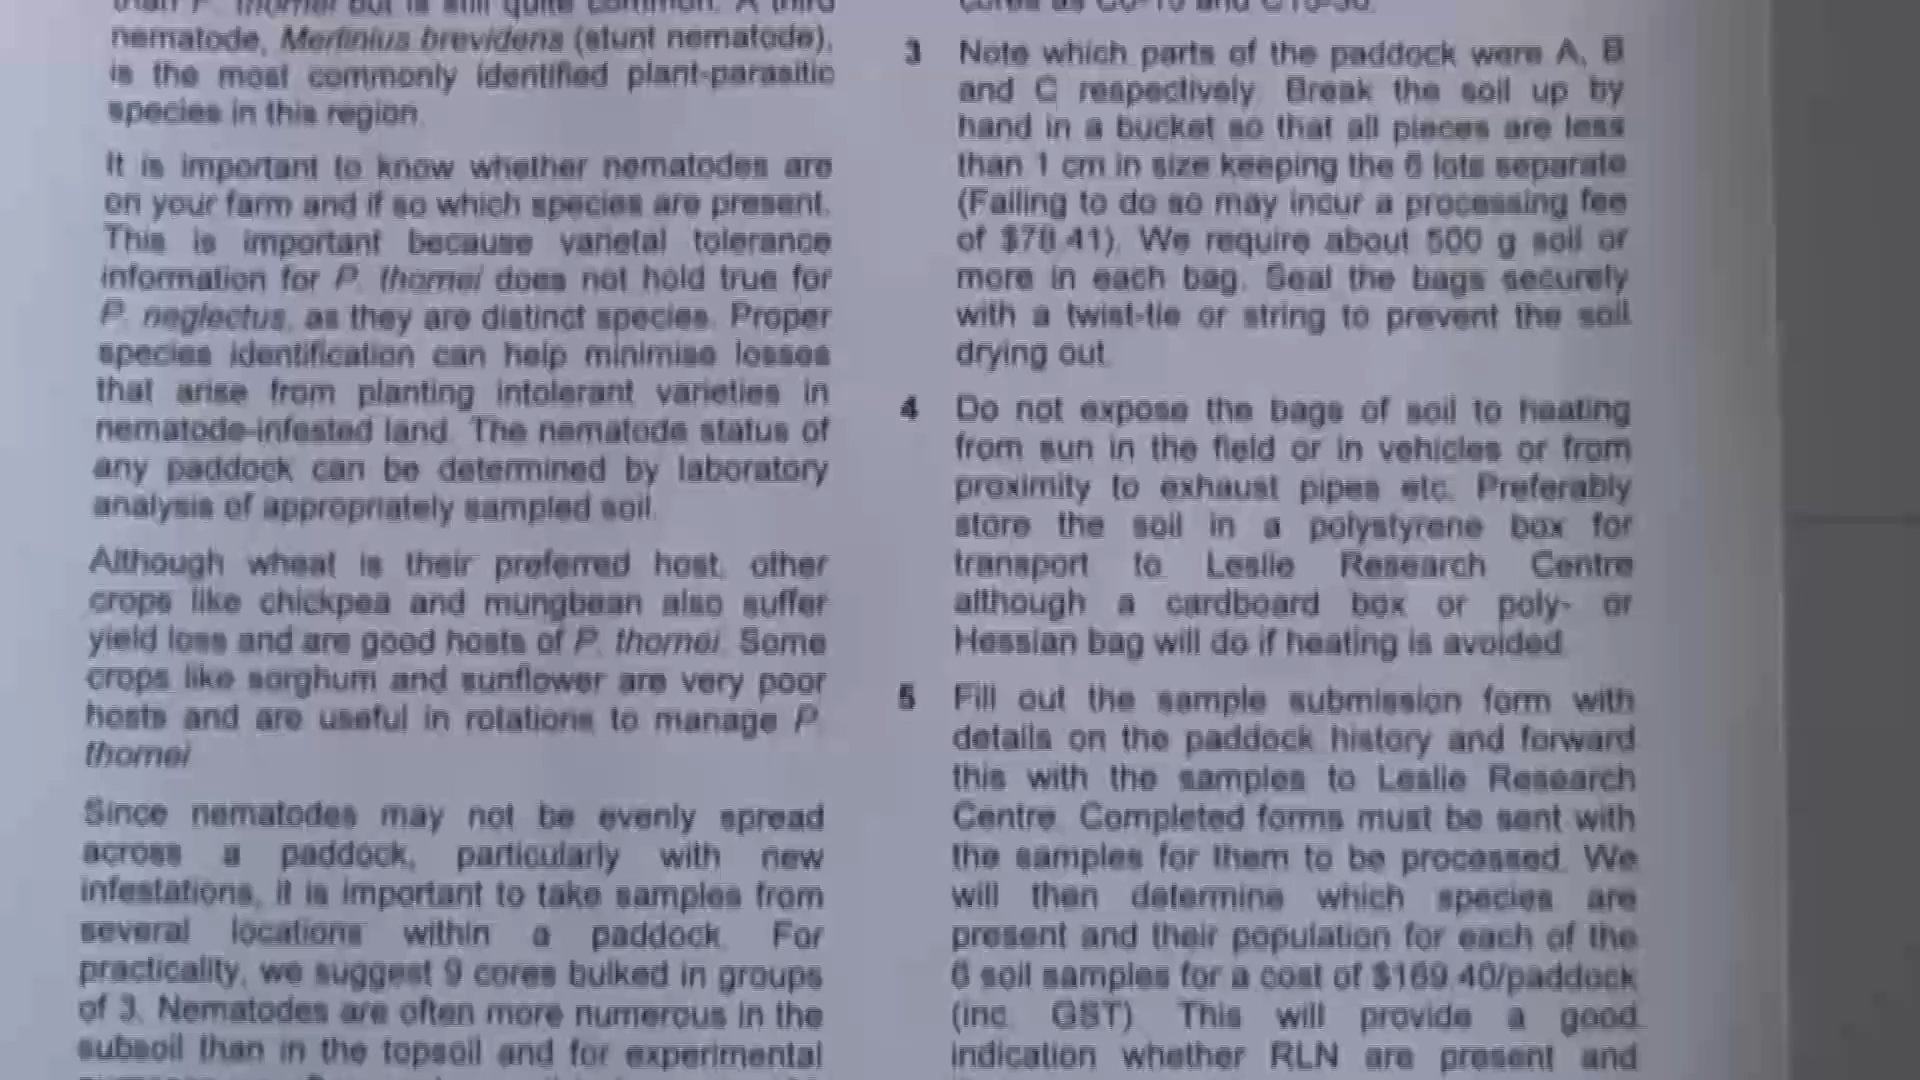 nematode, Merlinius brevidens (stunt nematode),
is the most commonly identified plant-parasitic
species in this region.
It is important to know whether nematodes are
on your farm and if so which species are present.
This is important because varietal tolerance
information for P. thornei does not hold true for
P. neglectus, as they are distinct species. Proper
species identification can help minimise losses
that arise from planting intolerant varieties in
nematode-infested land. The nematode status of
any paddock can be determined by laboratory
analysis of appropriately sampled soil.
Although wheat is their preferred host, other
crops like chickpea and mungbean also suffer
yield loss and are good hosts of P. thornei. Some
crops like sorghum and sunflower are very poor
hosts and are useful in rotations to manage P.
thornei
Since nematodes may not be evenly spread
across a paddock, particularly with new
infestations, it is important to take samples from
several locations within a paddock. For
practicality, we suggest 9 cores bulked in groups
of 3. Nematodes are often more numerous in the
subsoil than in the topsoil and for experimental
3 Note which parts of the paddock were A, B
and C respectively. Break the soil up by
hand in a bucket so that all pieces are less
than 1 cm in size keeping the 6 lots separate
(Failing to do so may incur a processing fee
of $78.41). We require about 500 g soil or
more in each bag. Seal the bags securely
with a twist-tie or string to prevent the soil
drying out.
4 Do not expose the bags of soil to heating
from sun in the field or in vehicles or from
proximity to exhaust pipes etc. Preferably
store the soil in a polystyrene box for
transport to Leslie Research Centre
although a cardboard box or poly- or
Hessian bag will do if heating is avoided.
5 Fill out the sample submission form with
details on the paddock history and forward
this with the samples to Leslie Research
Centre. Completed forms must be sent with
the samples for them to be processed. We
will then determine which species are
present and their population for each of the
6 soil samples for a cost of $169.40/paddock
(inc. GST). This will provide a good
indication whether RLN are present and